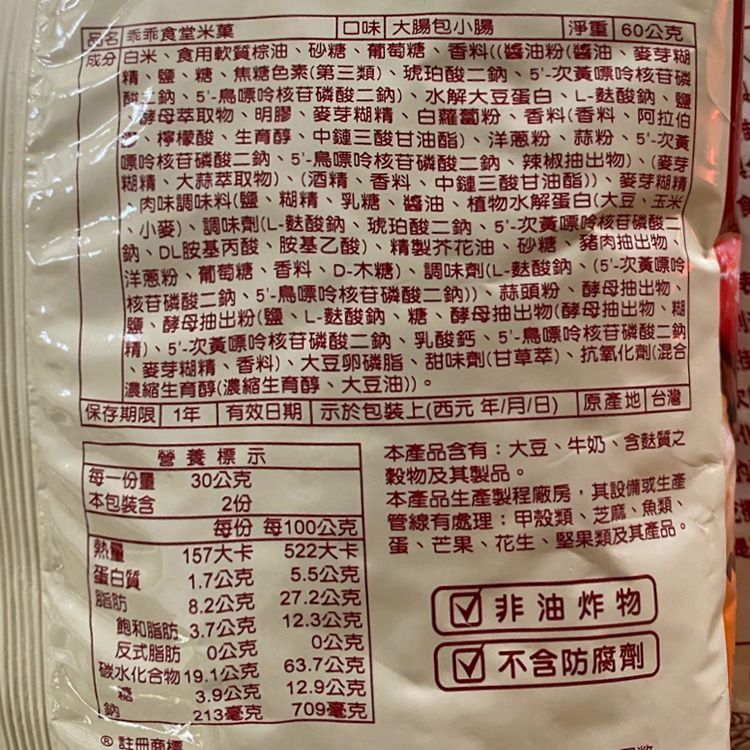 品名 乖乖食堂米菓 口味 大腸包小腸 淨重 60公克
成分 白米、食用軟質棕油、砂糖、葡萄糖、香料((醬油粉(醬油、麥芽糊
精、鹽、糖、焦糖色素(第三類)、琥珀酸二鈉、5'-次黃嘌呤核苷磷
酸二鈉、5'-鳥嘌呤核苷磷酸二鈉)、水解大豆蛋白、L-麩酸鈉、鹽
、酵母萃取物、明膠、麥芽糊精、白蘿蔔粉、香料(香料、阿拉伯
、檸檬酸、生育醇、中鏈三酸甘油酯)、洋蔥粉、蒜粉、5'-次黃
嘌呤核苷磷酸二鈉、5'-鳥嘌呤核苷磷酸二鈉、辣椒抽出物)、(麥芽
糊精、大蒜萃取物)、(酒精、香料、中鏈三酸甘油酯))、麥芽糊精
、肉味調味料(鹽、糊精、乳糖、醬油、植物水解蛋白(大豆、玉米
、小麥)、調味劑(L-麩酸鈉、琥珀酸二鈉、5'-次黃嘌呤核苷磷酸二
鈉、DL胺基丙酸、胺基乙酸)、精製芥花油、砂糖、豬肉抽出物、
洋蔥粉、葡萄糖、香料、D-木糖)、調味劑(L-麩酸鈉、(5'-次黃嘌呤
核苷磷酸二鈉、5'-鳥嘌呤核苷磷酸二鈉))、蒜頭粉、酵母抽出物、
鹽、酵母抽出粉(鹽、L-麩酸鈉、糖、酵母抽出物(酵母抽出物、糊
精)、5'-次黃嘌呤核苷磷酸二鈉、乳酸鈣、5'-鳥嘌呤核苷磷酸二鈉
、麥芽糊精、香料)、大豆卵磷脂、甜味劑(甘草萃)、抗氧化劑(混合
濃縮生育醇(濃縮生育醇、大豆油))。
保存期限 1年 有效日期 示於包裝上(西元 年/月/日) 原產地 台灣
營養標示
每一份量 30公克
本包裝含 2份
每份 每100公克
熱量 157大卡 522大卡
蛋白質 1.7公克 5.5公克
脂肪 8.2公克 27.2公克
飽和脂肪 3.7公克 12.3公克
反式脂肪 0公克 0公克
碳水化合物 19.1公克 63.7公克
糖 3.9公克 12.9公克
鈉 213毫克 709毫克
® 註冊商標
本產品含有：大豆、牛奶、含麩質之
穀物及其製品。
本產品生產製程廠房，其設備或生產
管線有處理：甲殼類、芝麻、魚類、
蛋、芒果、花生、堅果類及其產品。
非油炸物
不含防腐劑